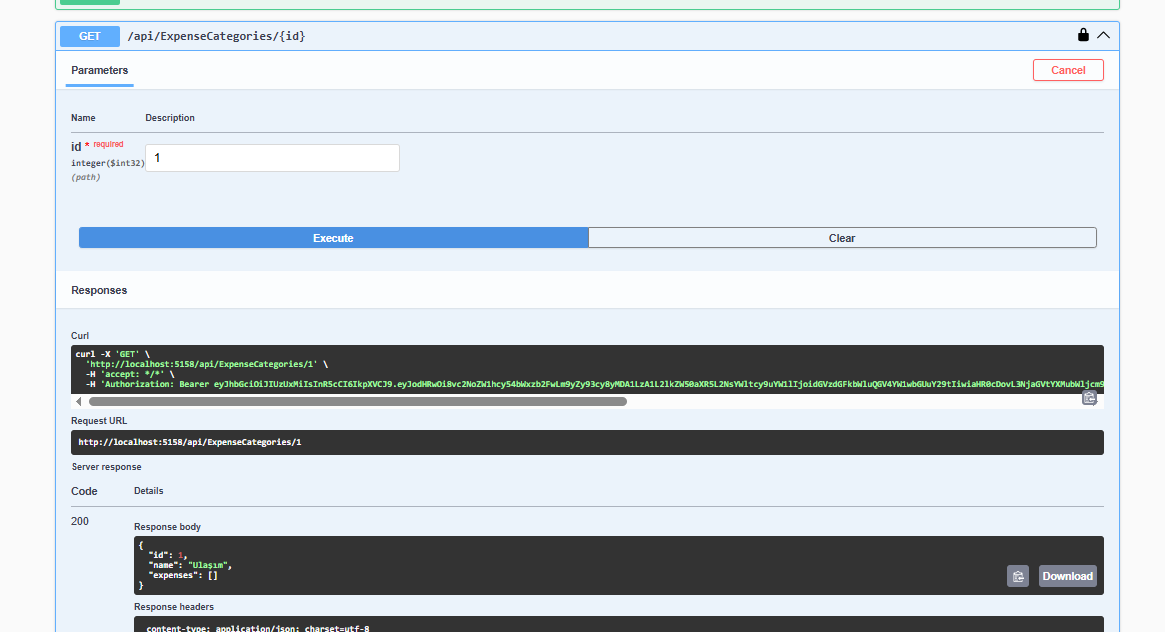 GET /api/ExpenseCategories/{id}
Parameters
Cancel
Name Description
id * required
1
integer($int32)
(path)
Execute Clear
Responses
Curl
curl -X 'GET' \
'http://localhost:5158/api/ExpenseCategories/1' \
-H 'accept: */*' \
-H 'Authorization: Bearer
Request URL
http://localhost:5158/api/ExpenseCategories/1
Server response
Code Details
200
Response body
{
"id": 1,
"name": "Ulaşım",
"expenses": []
}
Download
Response headers
content-type: application/json; charset=utf-8